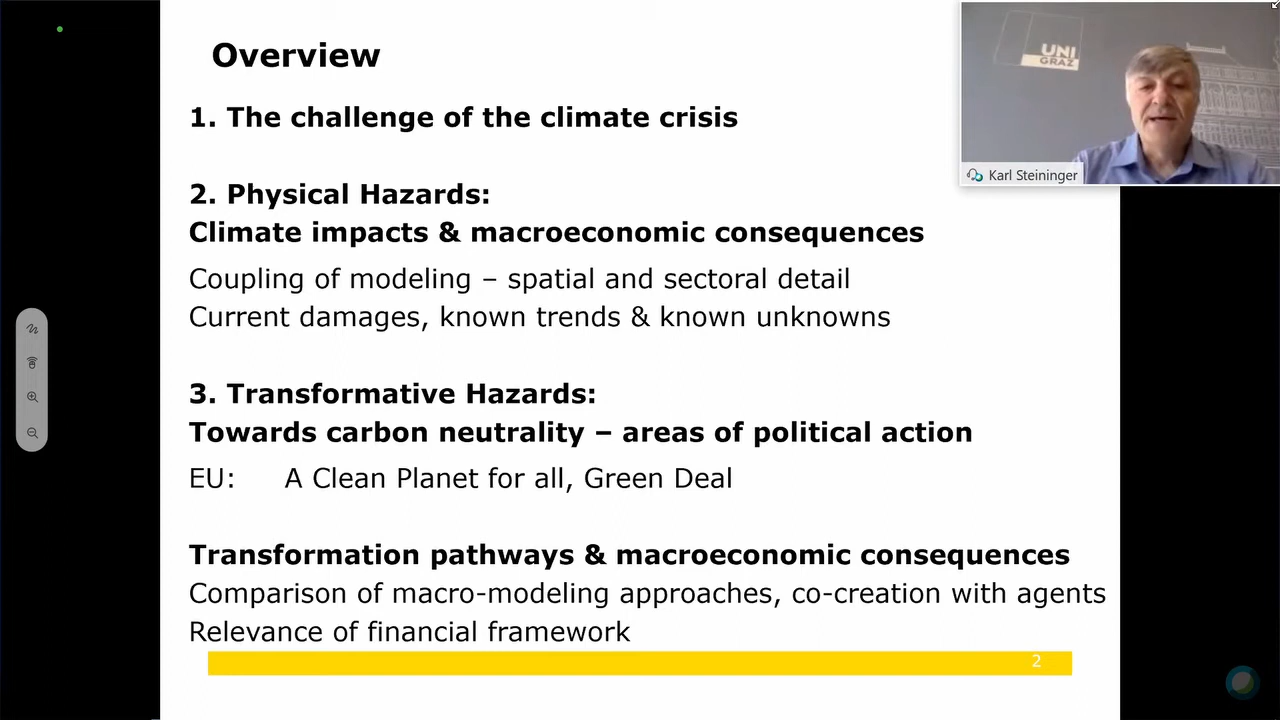 Overview
1. The challenge of the climate crisis
2. Physical Hazards:
Climate impacts & macroeconomic consequences
Coupling of modeling – spatial and sectoral detail
Current damages, known trends & known unknowns
3. Transformative Hazards:
Towards carbon neutrality – areas of political action
EU: A Clean Planet for all, Green Deal
Transformation pathways & macroeconomic consequences
Comparison of macro-modeling approaches, co-creation with agents
Relevance of financial framework
2
UNI
GRAZ
Karl Steininger